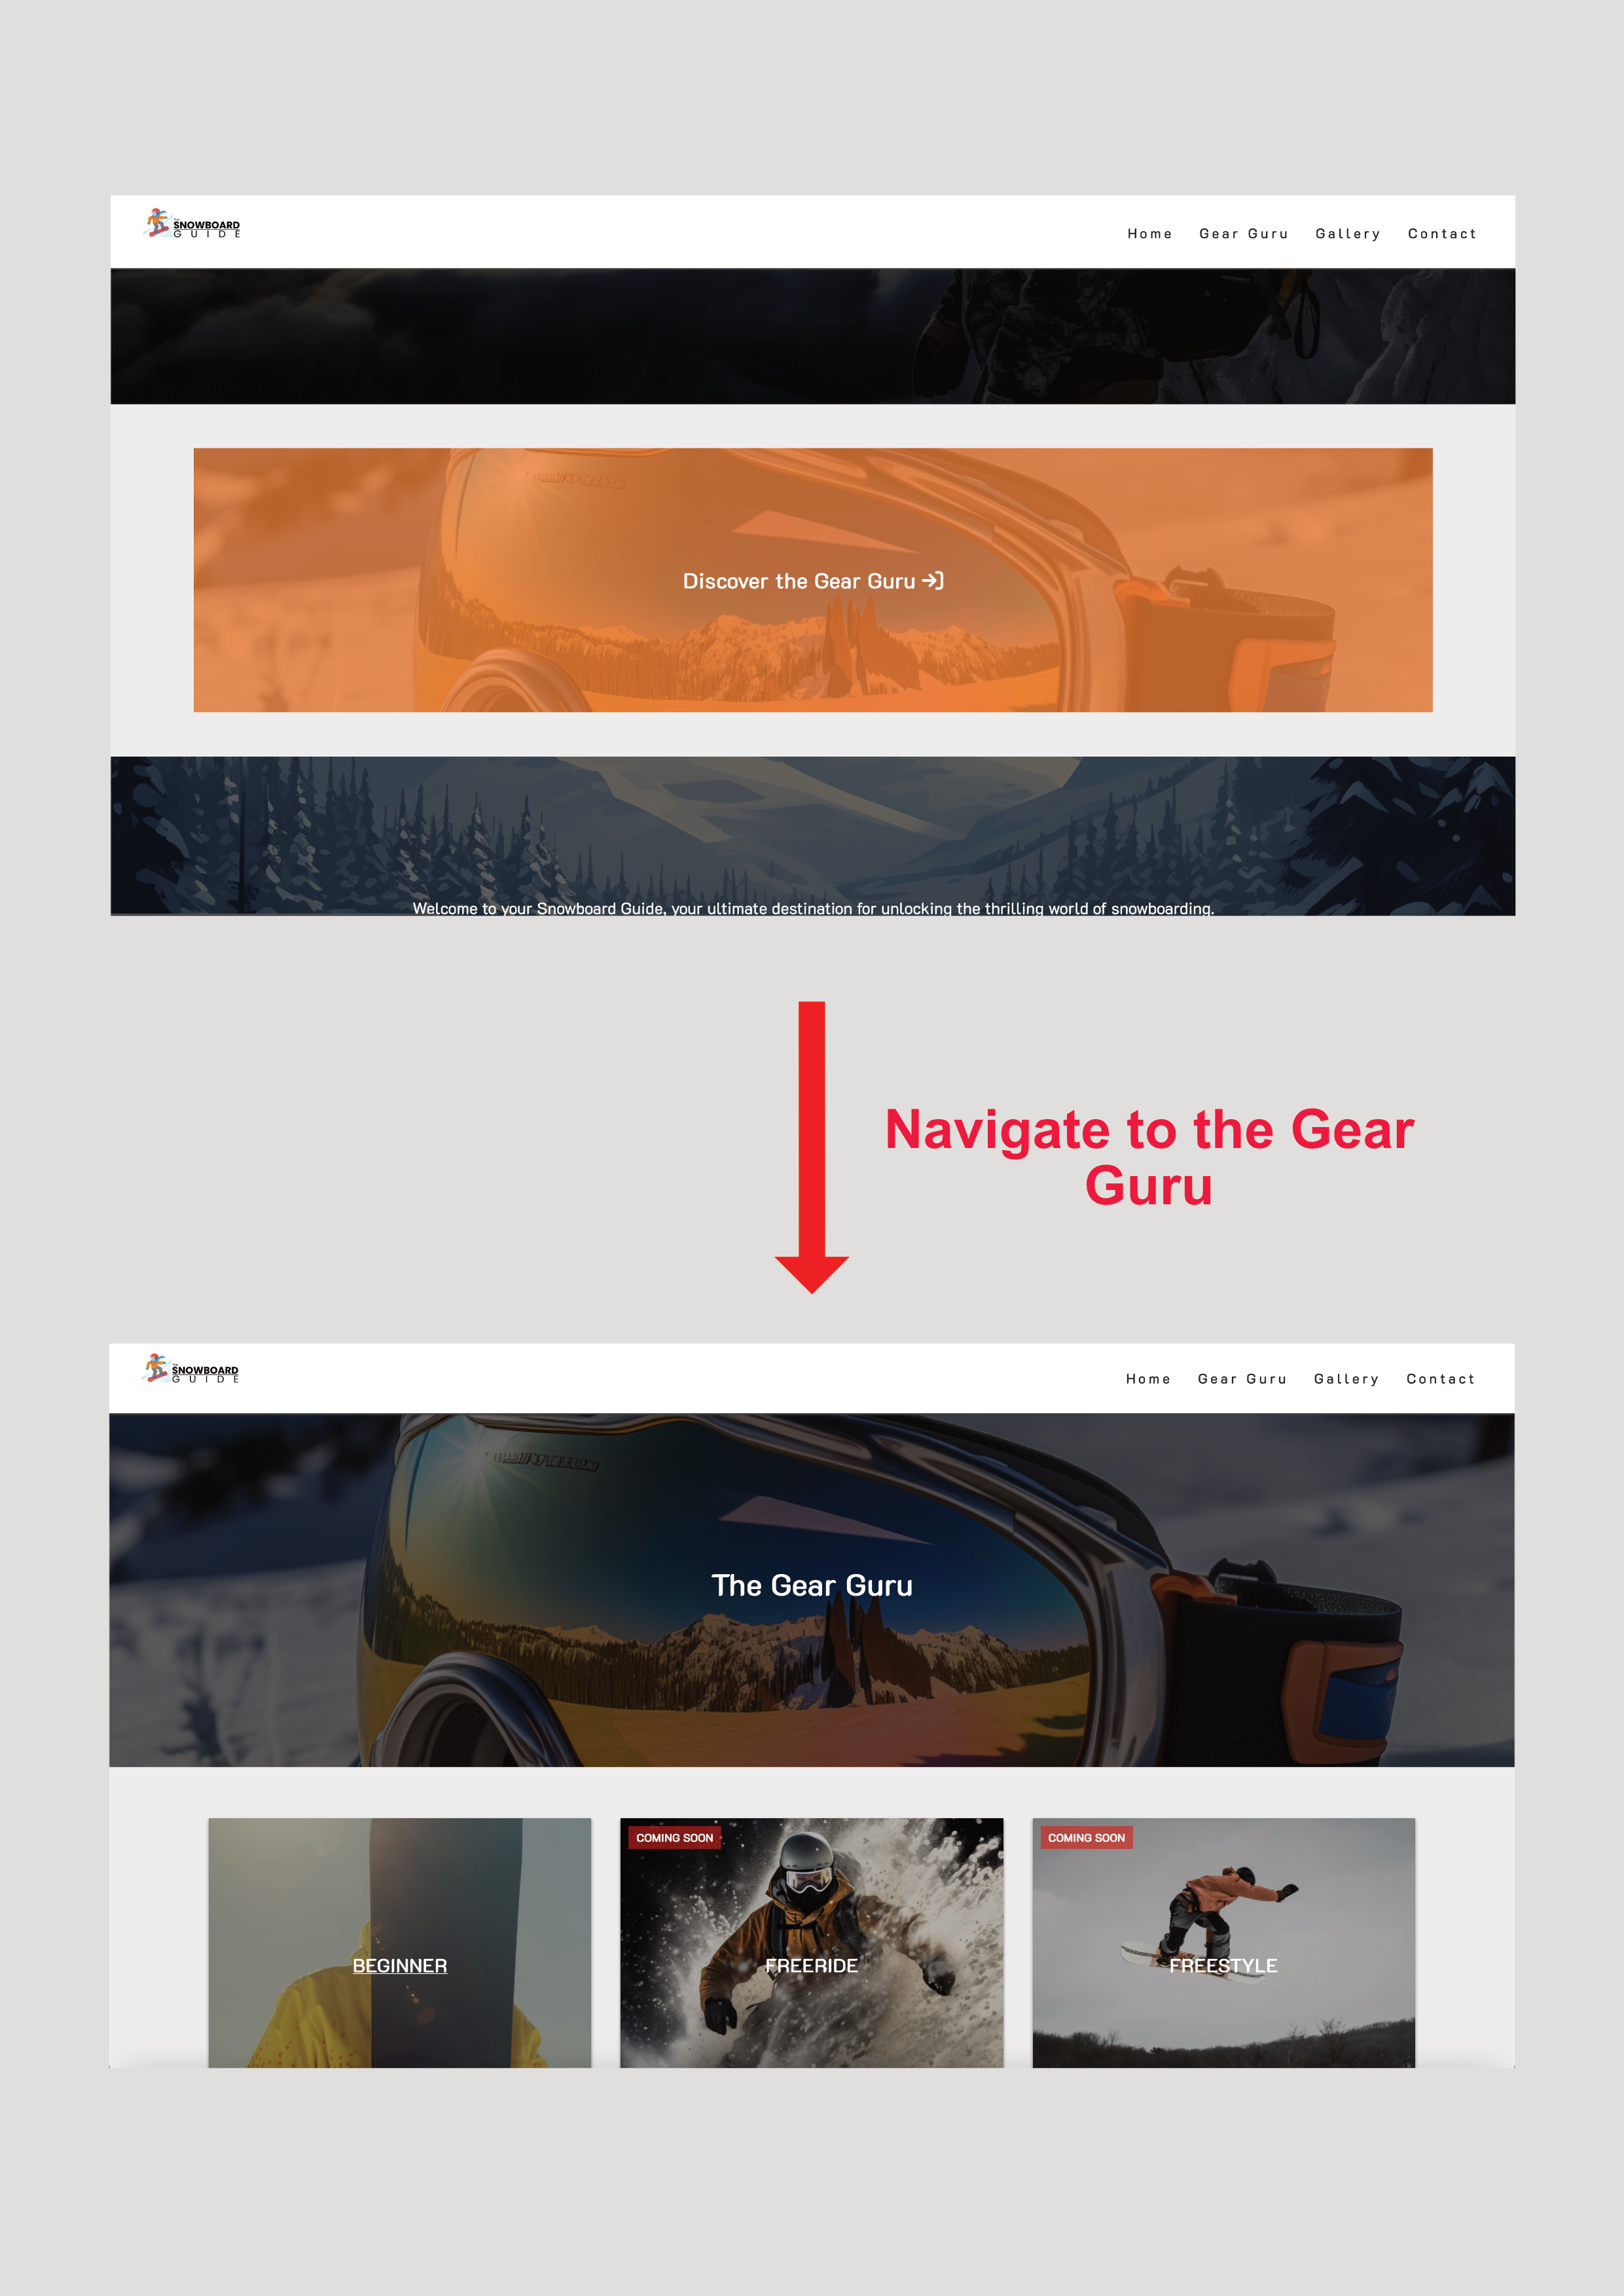 The
SNOWBOARD
GUIDE
Home Gear Guru Gallery Contact
Discover the Gear Guru
Welcome to your Snowboard Guide, your ultimate destination for unlocking the thrilling world of snowboarding.
Navigate to the Gear
Guru
The
SNOWBOARD
GUIDE
Home Gear Guru Gallery Contact
The Gear Guru
COMING SOON
COMING SOON
BEGINNER
FREERIDE
FREESTYLE